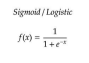 Sigmoid / Logistic
f(x) = 1 / (1 + e^{-x})